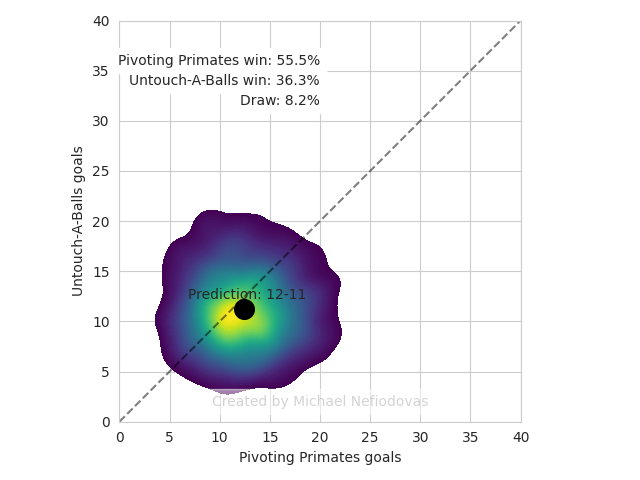 40
35
30
25
20
15
10
5
0
Untouch-A-Balls goals
Pivoting Primates win: 55.5%
Untouch-A-Balls win: 36.3%
Draw: 8.2%
Prediction: 12-11
Created by Michael Nefiodovas
0 5 10 15 20 25 30 35 40
Pivoting Primates goals